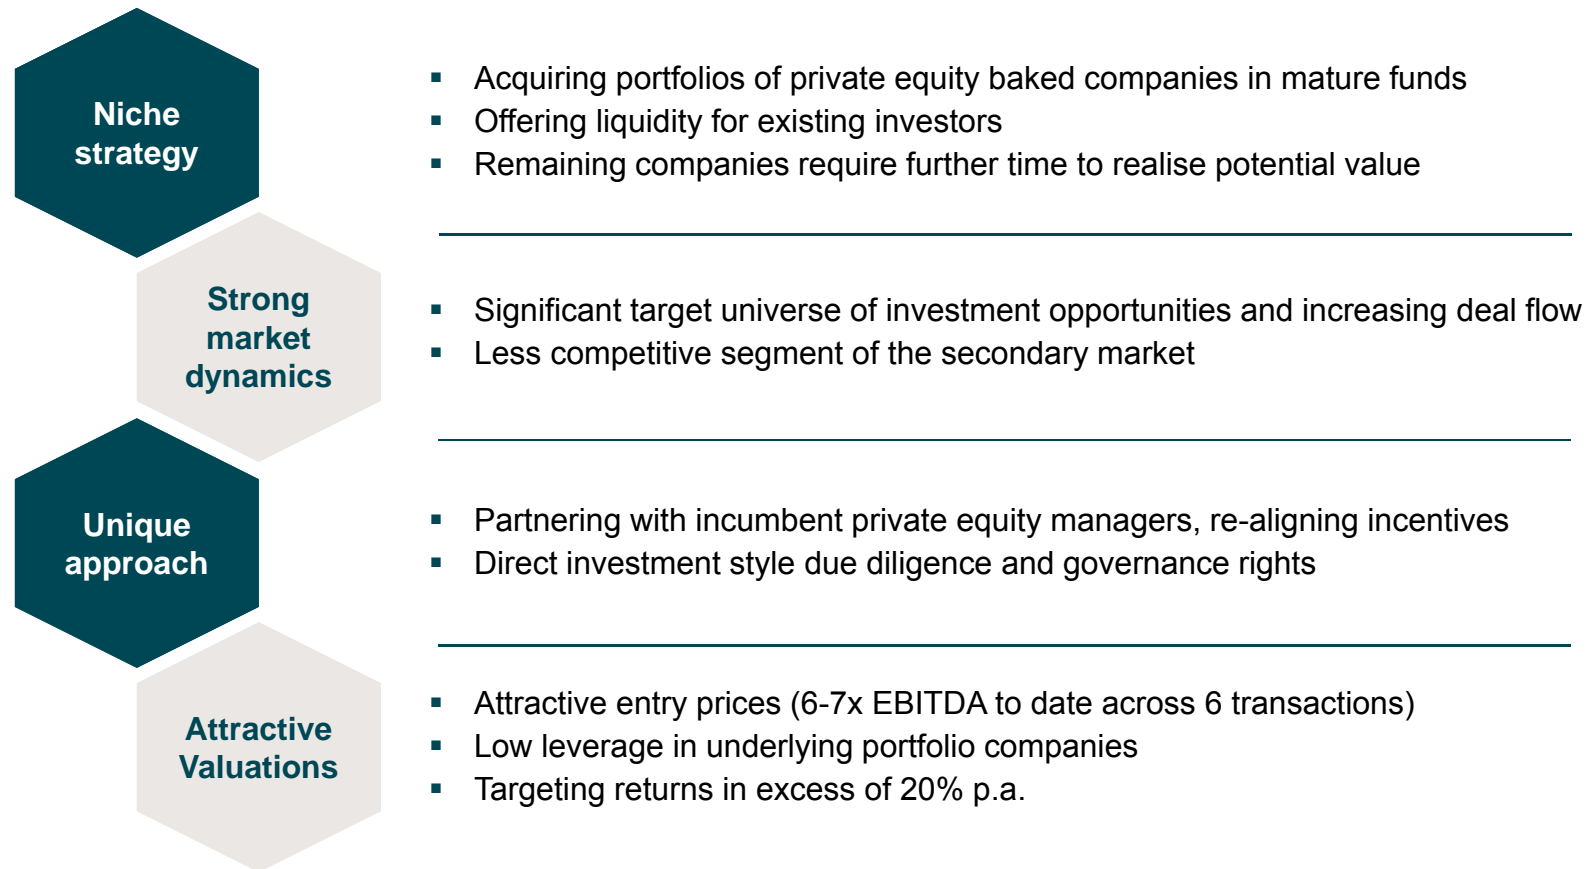 Niche
strategy
▪ Acquiring portfolios of private equity baked companies in mature funds
▪ Offering liquidity for existing investors
▪ Remaining companies require further time to realise potential value
Strong
market
dynamics
▪ Significant target universe of investment opportunities and increasing deal flow
▪ Less competitive segment of the secondary market
Unique
approach
▪ Partnering with incumbent private equity managers, re-aligning incentives
▪ Direct investment style due diligence and governance rights
Attractive
Valuations
▪ Attractive entry prices (6-7x EBITDA to date across 6 transactions)
▪ Low leverage in underlying portfolio companies
▪ Targeting returns in excess of 20% p.a.